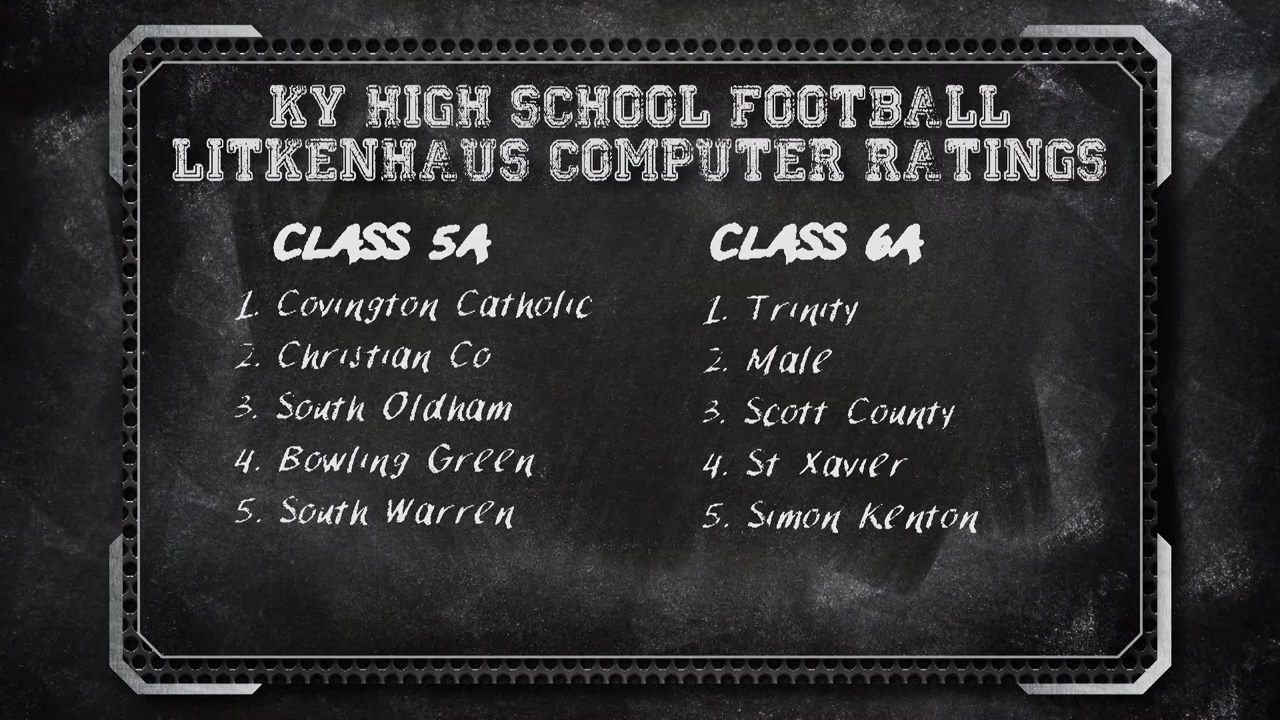 KY HIGH SCHOOL FOOTBALL
LITKENHAUS COMPUTER RATINGS
CLASS 5A
1. Covington Catholic
2. Christian Co
3. South Oldham
4. Bowling Green
5. South Warren
CLASS 6A
1. Trinity
2. Male
3. Scott County
4. St Xavier
5. Simon Kenton